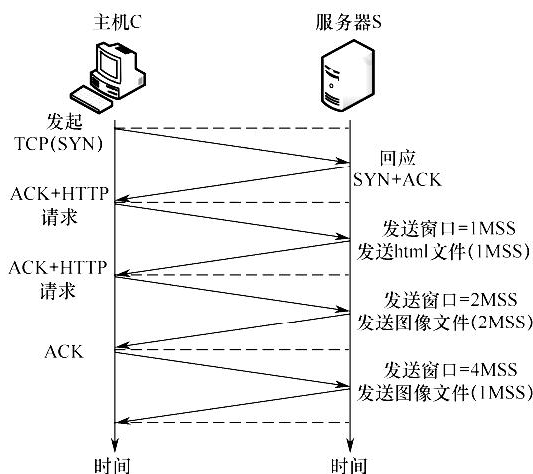 主机C
服务器S
发起
TCP(SYN)
回应
SYN+ACK
ACK+HTTP
请求
发送窗口=1MSS
发送html文件(1MSS)
ACK+HTTP
请求
发送窗口=2MSS
发送图像文件(2MSS)
ACK
发送窗口=4MSS
发送图像文件(1MSS)
时间
时间